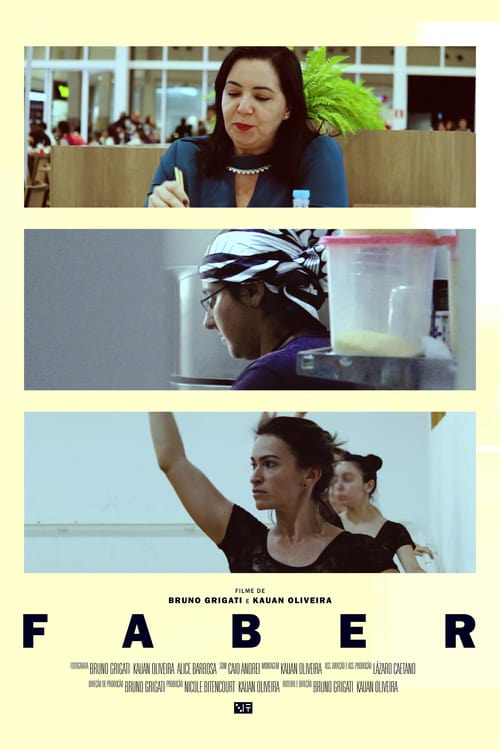 FILME DE
BRUNO GRIGATI E KAUAN OLIVEIRA
FABER
FOTOGRAFIA BRUNO GRIGATI KAUAN OLIVEIRA ALICE BARBOSA SOM CAIO ANDREI MONTAGEM KAUAN OLIVEIRA ASS. DIREÇÃO E ASS. PRODUÇÃO LÁZARO CAETANO
DIREÇÃO DE PRODUÇÃO BRUNO GRIGATI PRODUÇÃO NICOLE BITENCOURT KAUAN OLIVEIRA ROTEIRO E DIREÇÃO BRUNO GRIGATI KAUAN OLIVEIRA